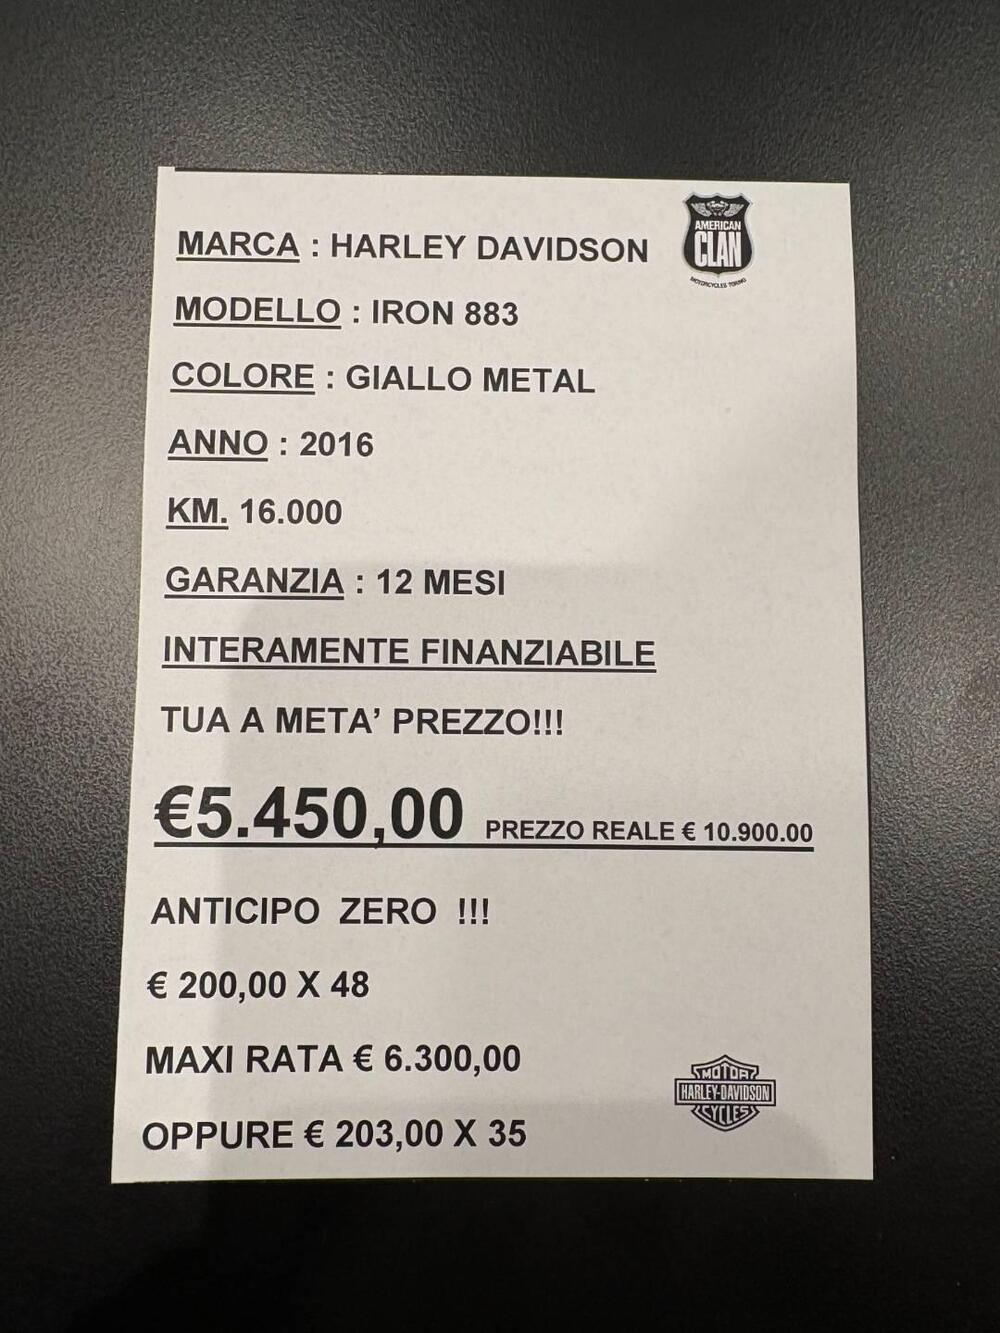 MARCA : HARLEY DAVIDSON
AMERICAN
CLAN
MOTORCYCLES TORINO
MODELLO : IRON 883
COLORE : GIALLO METAL
ANNO : 2016
KM. 16.000
GARANZIA : 12 MESI
INTERAMENTE FINANZIABILE
TUA A META’ PREZZO!!!
€5.450,00 PREZZO REALE € 10.900.00
ANTICIPO ZERO !!!
€ 200,00 X 48
MAXI RATA € 6.300,00
MOTOR
HARLEY-DAVIDSON
CYCLES
OPPURE € 203,00 X 35